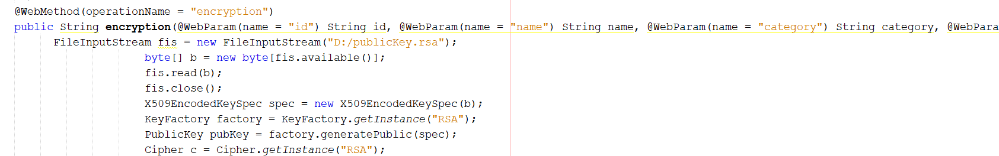 @WebMethod(operationName = "encryption")
public String encryption(@WebParam(name = "id") String id, @WebParam(name = "name") String name, @WebParam(name = "category") String category, @WebPara
FileInputStream fis = new FileInputStream("D:/publicKey.rsa");
byte[] b = new byte[fis.available()];
fis.read(b);
fis.close();
X509EncodedKeySpec spec = new X509EncodedKeySpec(b);
KeyFactory factory = KeyFactory.getInstance("RSA");
PublicKey pubKey = factory.generatePublic(spec);
Cipher c = Cipher.getInstance("RSA");